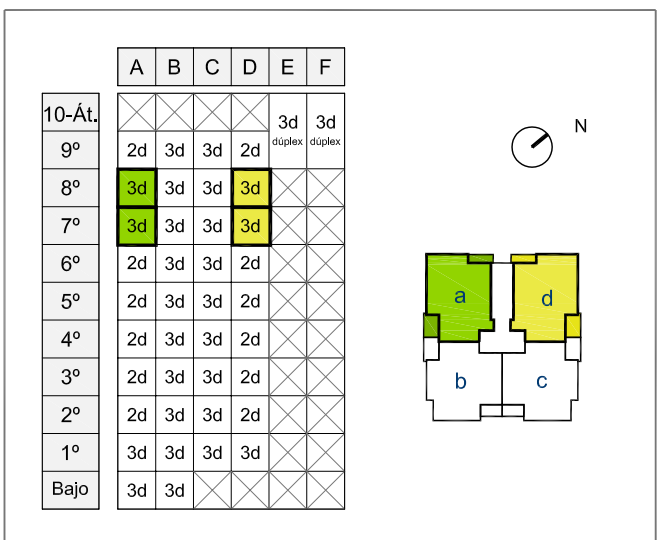 A B C D E F
10-Át. 3d dúplex 3d dúplex
9º 2d 3d 3d 2d
8º 3d 3d 3d 3d
7º 3d 3d 3d 3d
6º 2d 3d 3d 2d
5º 2d 3d 3d 2d
4º 2d 3d 3d 2d
3º 2d 3d 3d 2d
2º 2d 3d 3d 2d
1º 3d 3d 3d 3d
Bajo 3d 3d
N
a d
b c